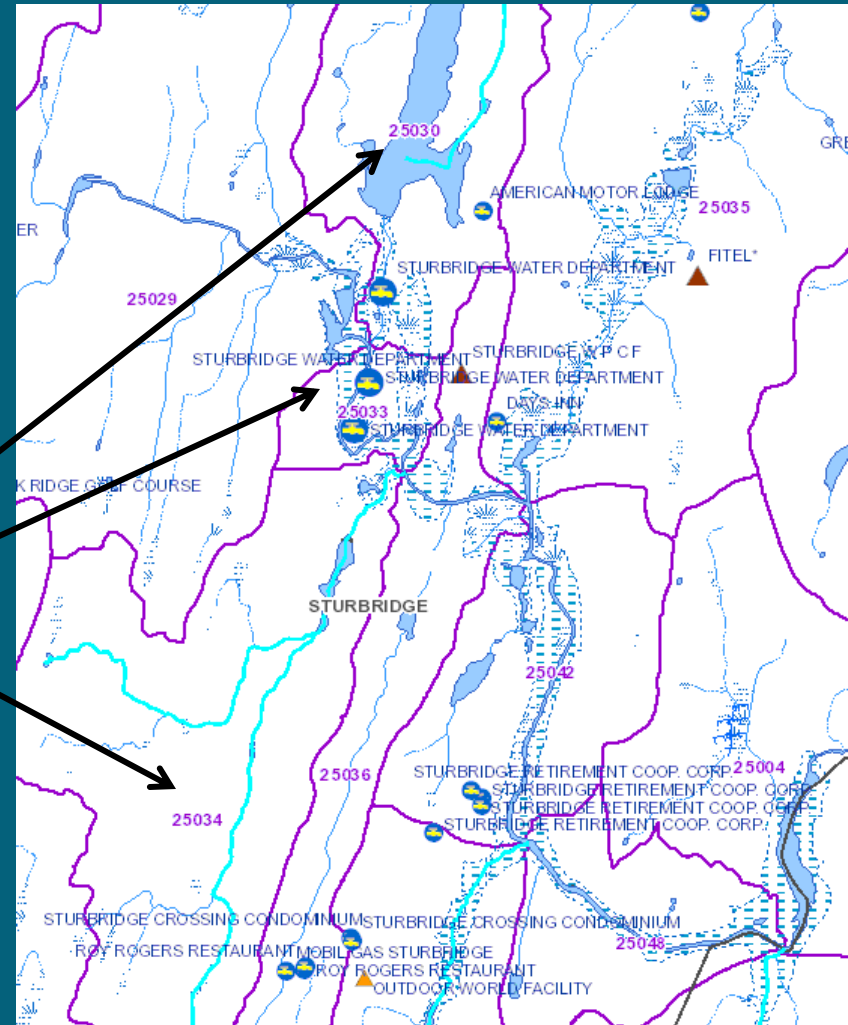 25030
GRE
AMERICAN MOTOR LODGE
25035
ER
FITEL*
STURBRIDGE WATER DEPARTMENT
25029
STURBRIDGE W P C F
STURBRIDGE WATER DEPARTMENT
STURBRIDGE WATER DEPARTMENT
DAYS INN
25033
STURBRIDGE WATER DEPARTMENT
K RIDGE GOLF COURSE
STURBRIDGE
25042
25036
STURBRIDGE RETIREMENT COOP. CORP.
25004
STURBRIDGE RETIREMENT COOP. CORP.
STURBRIDGE RETIREMENT COOP. CORP.
25034
STURBRIDGE RETIREMENT COOP. CORP.
STURBRIDGE CROSSING CONDOMINIUM
STURBRIDGE CROSSING CONDOMINIUM
25048
ROY ROGERS RESTAURANT
MOBIL GAS STURBRIDGE
ROY ROGERS RESTAURANT
OUTDOOR WORLD FACILITY